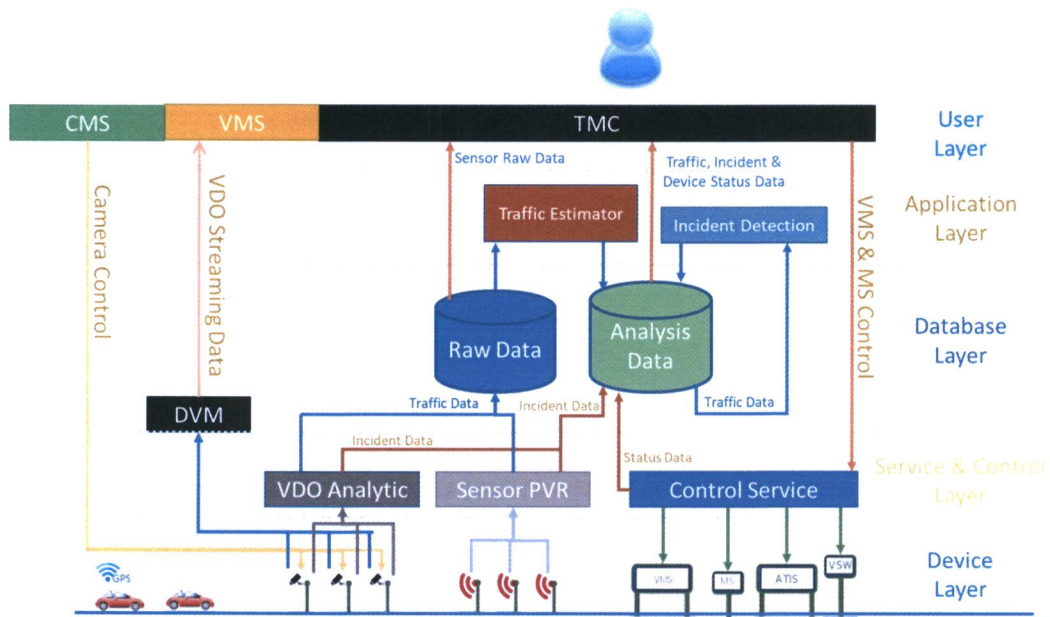 CMS
VMS
TMC
User
Layer
Sensor Raw Data
Traffic, Incident &
Device Status Data
Camera Control
VDO Streaming Data
VMS & MS Control
Traffic Estimator
Incident Detection
Application
Layer
Raw Data
Analysis
Data
Database
Layer
DVM
Traffic Data
Incident Data
Traffic Data
Incident Data
Status Data
VDO Analytic
Sensor PVR
Control Service
Service & Control
Layer
GPS
VMS
MS
ATIS
VSW
Device
Layer